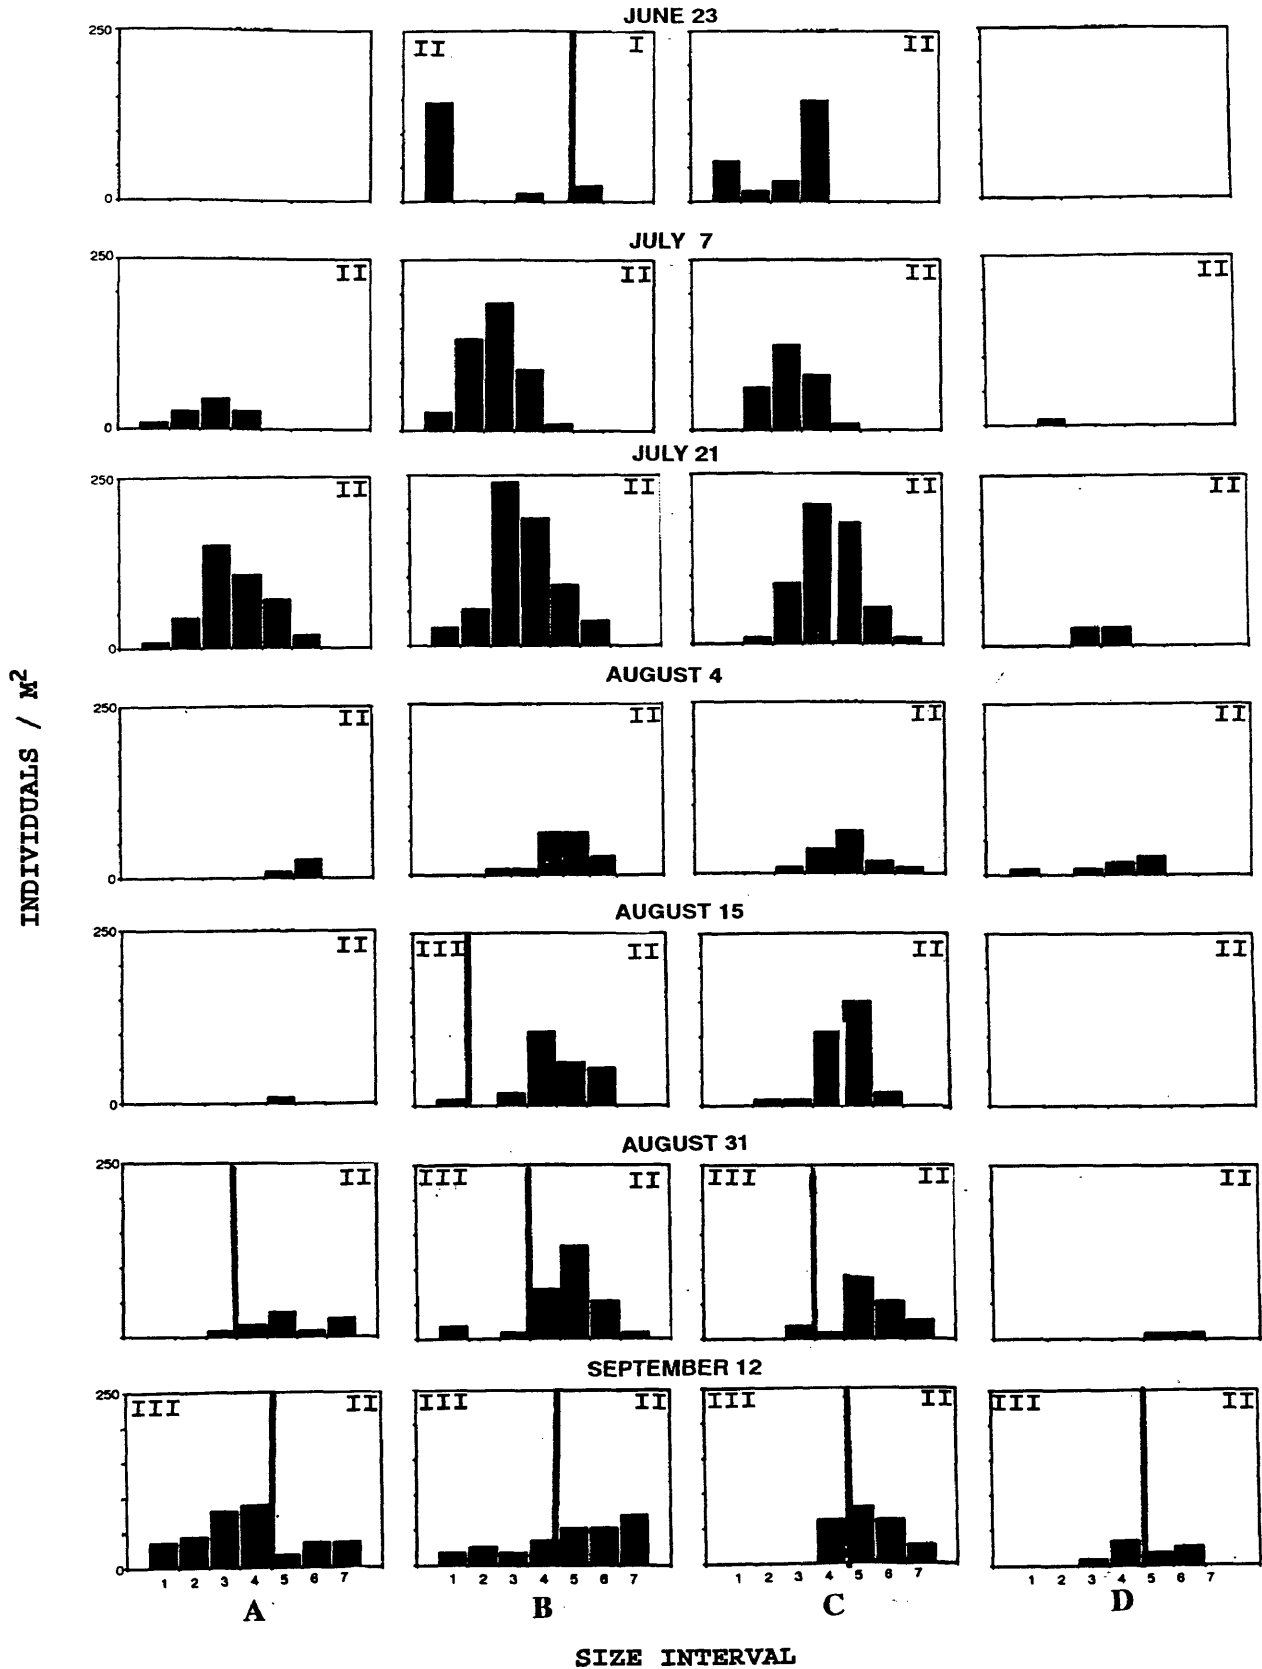 JUNE 23
250
II I II
0
JULY 7
250
II II II II
0
JULY 21
250
II II II II
0
AUGUST 4
250
II II II II
0
AUGUST 15
250
II III II II II
0
AUGUST 31
250
II III II III II II
0
SEPTEMBER 12
250
III II III II III II III II
0
1 2 3 4 5 6 7 1 2 3 4 5 6 7 1 2 3 4 5 6 7 1 2 3 4 5 6 7
A B C D
SIZE INTERVAL
INDIVIDUALS / M²